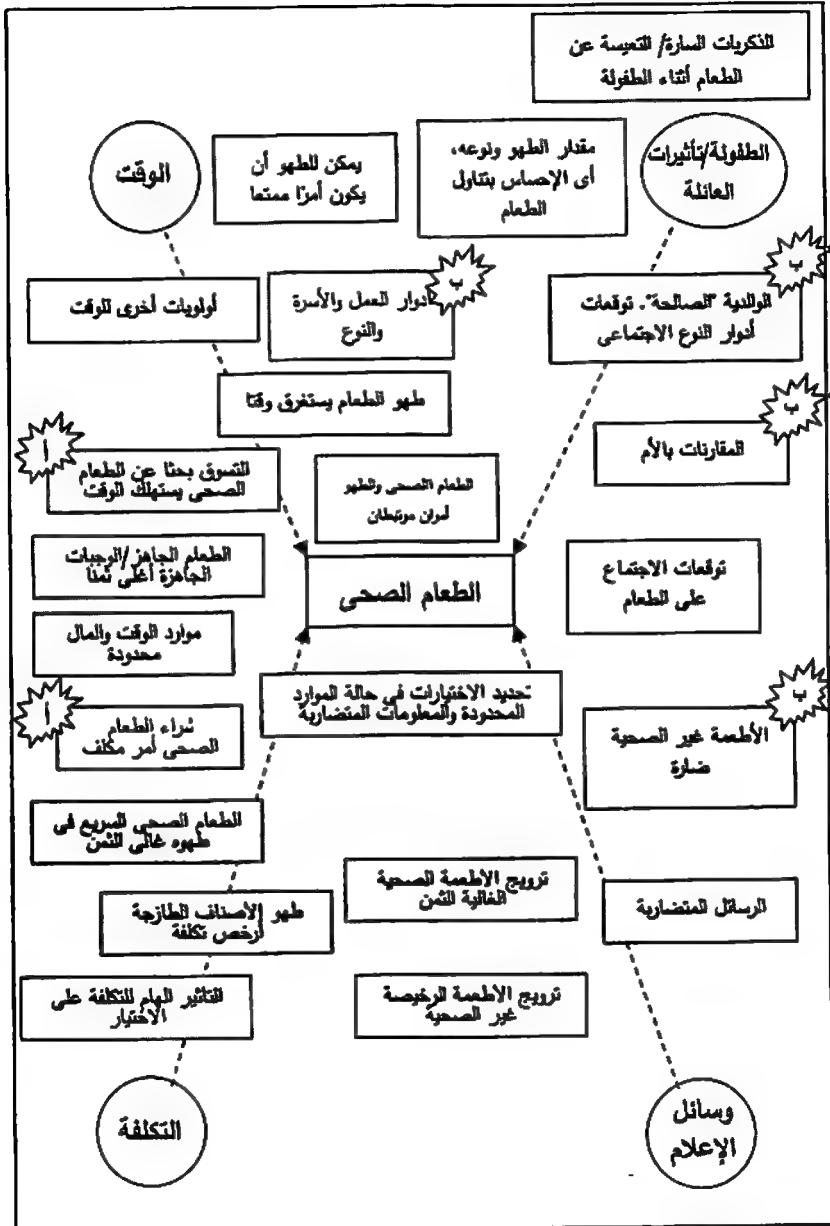 الذكريات السارة/ التعيسة عن
الطعام أثناء الطفولة
الطفولة/تأثيرات
العائلة
مقدار الطهو ونوعه،
أى الإحساس بتناول
الطعام
يمكن للطهو أن
يكون أمرًا ممتعا
الوقت
ب
الوالدية "الصالحة". توقعات
أدوار النوع الاجتماعى
ب
أدوار العمل والأسرة
والنوع
أولويات أخرى للوقت
طهو الطعام يستغرق وقتا
ب
المقارنات بالأم
أ
التسوق بحثا عن الطعام
الصحى يستهلك الوقت
الطعام الصحى والطهو
أمران مرتبطان
الطعام الجاهز/الوجبات
الجاهزة أغلى ثمنا
الطعام الصحى
توقعات الاجتماع
على الطعام
موارد الوقت والمال
محدودة
تحديد الاختيارات فى حالة الموارد
المحدودة والمعلومات المتضاربة
ب
الأطعمة غير الصحية
ضارة
أ
شراء الطعام
الصحى أمر مكلف
الطعام الصحى السريع فى
طهوه غالى الثمن
ترويج الأطعمة الصحية
الغالية الثمن
الرسائل المتضاربة
طهو الأصناف الطازجة
أرخص تكلفة
التأثير الهام للتكلفة على
الاختيار
ترويج الأطعمة الرخيصة
غير الصحية
التكلفة
وسائل
الإعلام